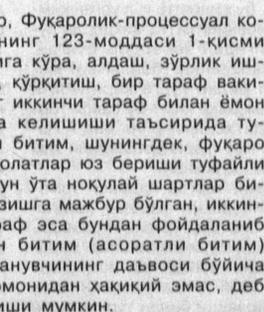 р, Фуқаролик-процессуал ко-
нинг 123-моддаси 1-қисми
ига кўра, алдаш, зўрлик иш-
, қўрқитиш, бир тараф ваки-
иккинчи тараф билан ёмон
а келишиши таъсирида ту-
битим, шунингдек, фуқаро
олатлар юз бериши туфайли
ун ўта ноқулай шартлар би-
зишга мажбур бўлган, иккин-
раф эса бундан фойдаланиб
н битим (асоратли битим)
анувчининг даъвоси бўйича
омонидан ҳақиқий эмас, деб
иши мумкин.